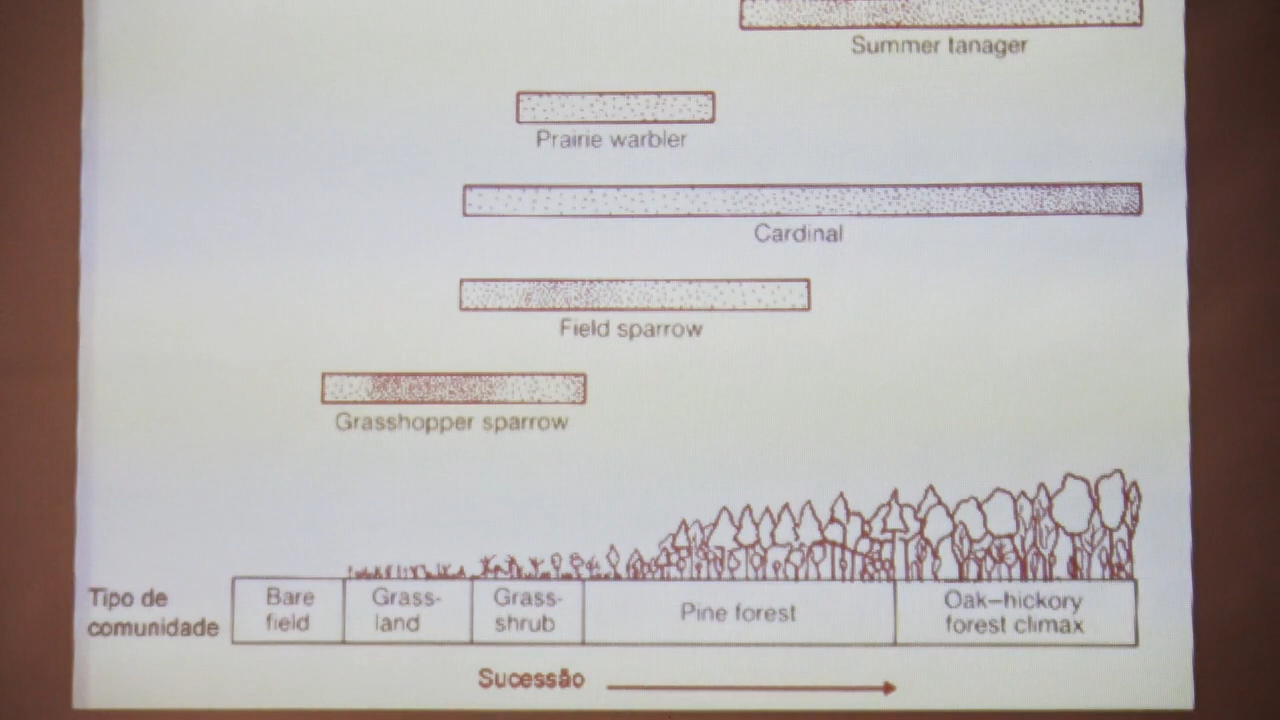 Summer tanager
Prairie warbler
Cardinal
Field sparrow
Grasshopper sparrow
Tipo de
comunidade
Bare
field
Grass-
land
Grass-
shrub
Pine forest
Oak–hickory
forest climax
Sucessão